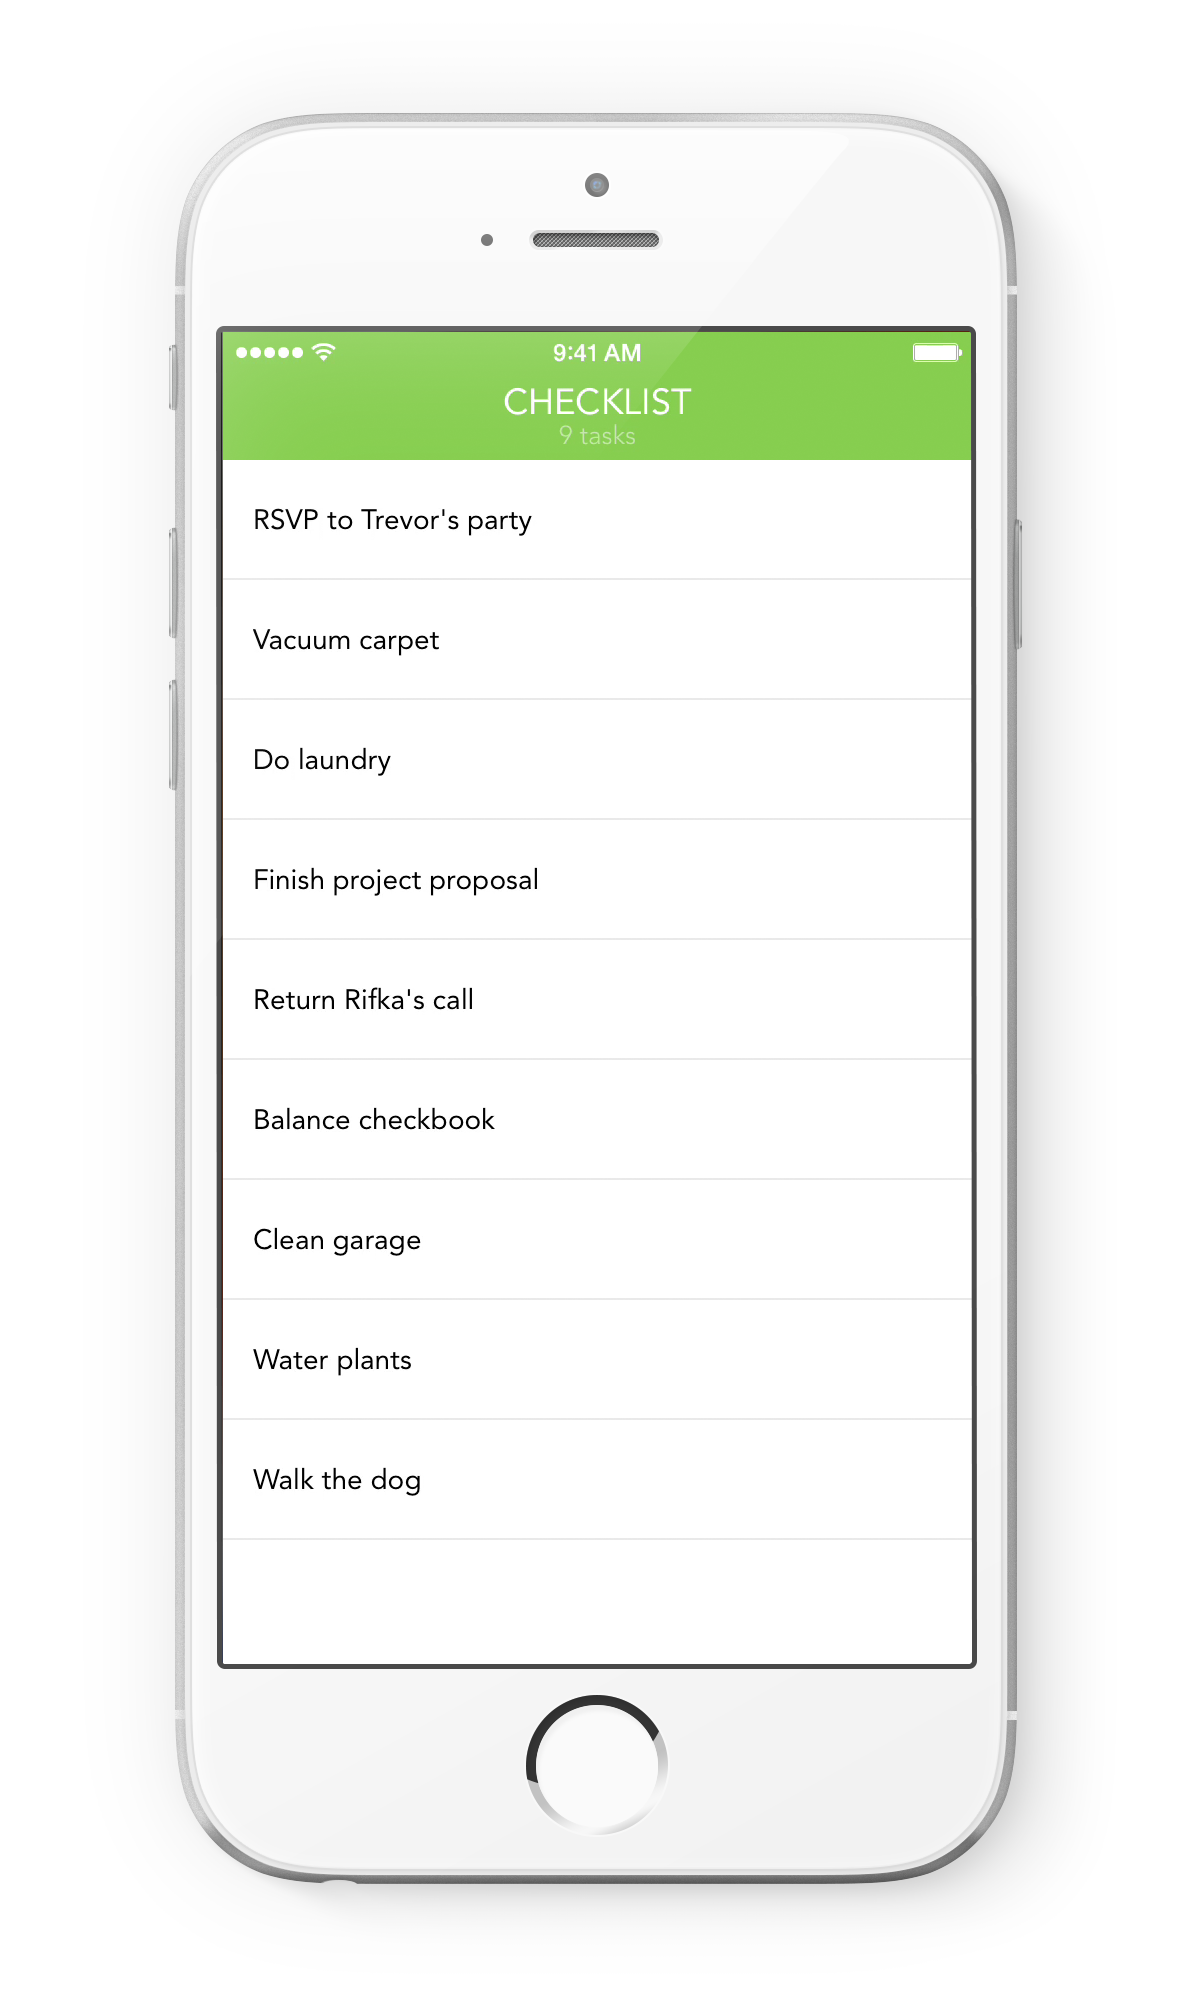 9:41 AM
CHECKLIST
9 tasks
RSVP to Trevor's party
Vacuum carpet
Do laundry
Finish project proposal
Return Rifka's call
Balance checkbook
Clean garage
Water plants
Walk the dog